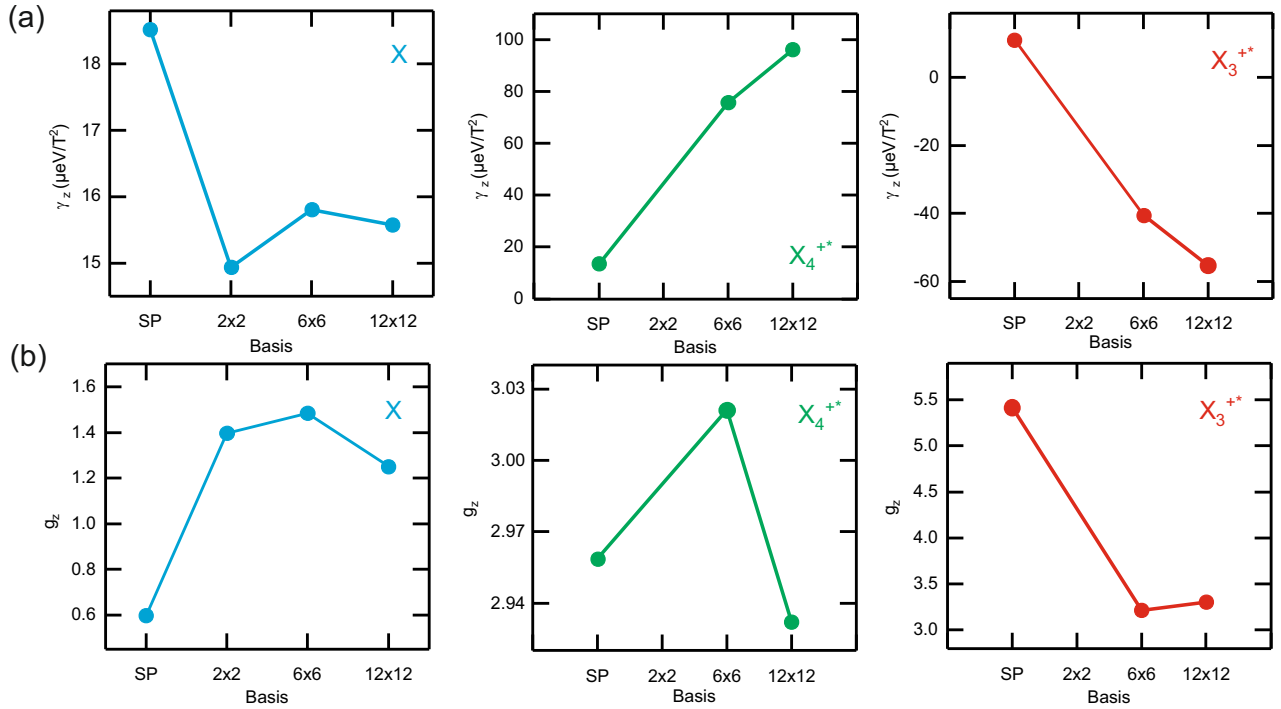 (a)
X
18
17
16
15
γ z (μeV/T²)
SP 2x2 6x6 12x12
Basis
X₄⁺*
100
80
60
40
20
0
γ z (μeV/T²)
SP 2x2 6x6 12x12
Basis
X₃⁺*
0
-20
-40
-60
γ z (μeV/T²)
SP 2x2 6x6 12x12
Basis
(b)
X
1.6
1.4
1.2
1.0
0.8
0.6
g_z
SP 2x2 6x6 12x12
Basis
X₄⁺*
3.03
3.00
2.97
2.94
g_z
SP 2x2 6x6 12x12
Basis
X₃⁺*
5.5
5.0
4.5
4.0
3.5
3.0
g_z
SP 2x2 6x6 12x12
Basis